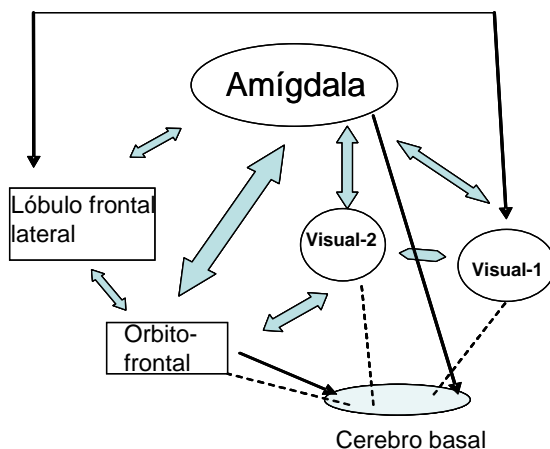 Amígdala
Lóbulo frontal
lateral
Visual-2
Visual-1
Orbito-
frontal
Cerebro basal